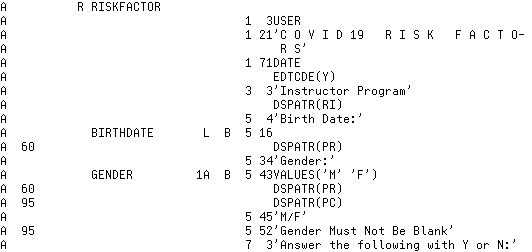 A          R RISKFACTOR
A                                  1  3USER
A                                  1 21'C O V I D 19   R I S K   F A C T O-
A                                       R S'
A                                  1 71DATE
A                                      EDTCDE(Y)
A                                  3  3'Instructor Program'
A                                      DSPATR(RI)
A                                  5  4'Birth Date:'
A            BIRTHDATE       L  B  5 16
A  60                                  DSPATR(PR)
A                                  5 34'Gender:'
A            GENDER         1A  B  5 43VALUES('M' 'F')
A  60                                  DSPATR(PR)
A  95                                  DSPATR(PC)
A                                  5 45'M/F'
A  95                              5 52'Gender Must Not Be Blank'
A                                  7  3'Answer the following with Y or N:'